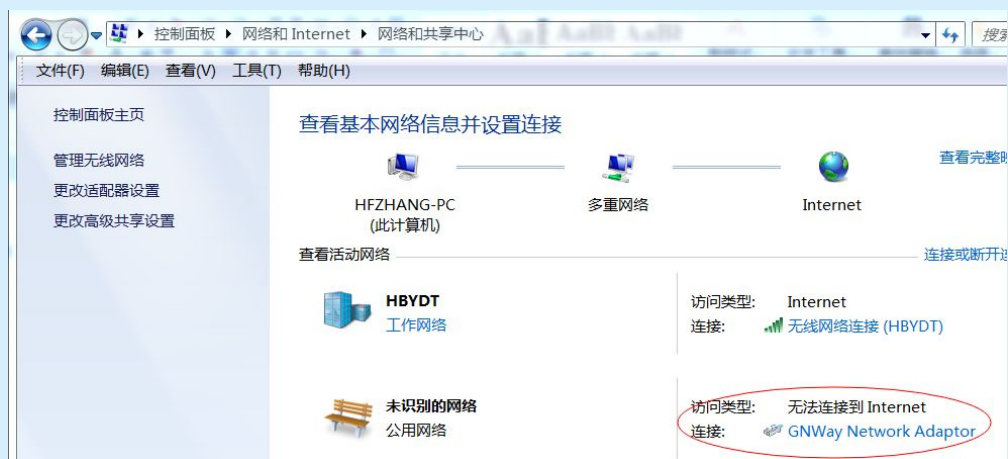 控制面板 ▸ 网络和 Internet ▸ 网络和共享中心
文件(F) 编辑(E) 查看(V) 工具(T) 帮助(H)
控制面板主页
管理无线网络
更改适配器设置
更改高级共享设置
查看基本网络信息并设置连接
查看完整
HFZHANG-PC
(此计算机)
多重网络
Internet
查看活动网络
连接或断开
HBYDT
工作网络
访问类型: Internet
连接: 无线网络连接 (HBYDT)
未识别的网络
公用网络
访问类型: 无法连接到 Internet
连接: GNWay Network Adaptor